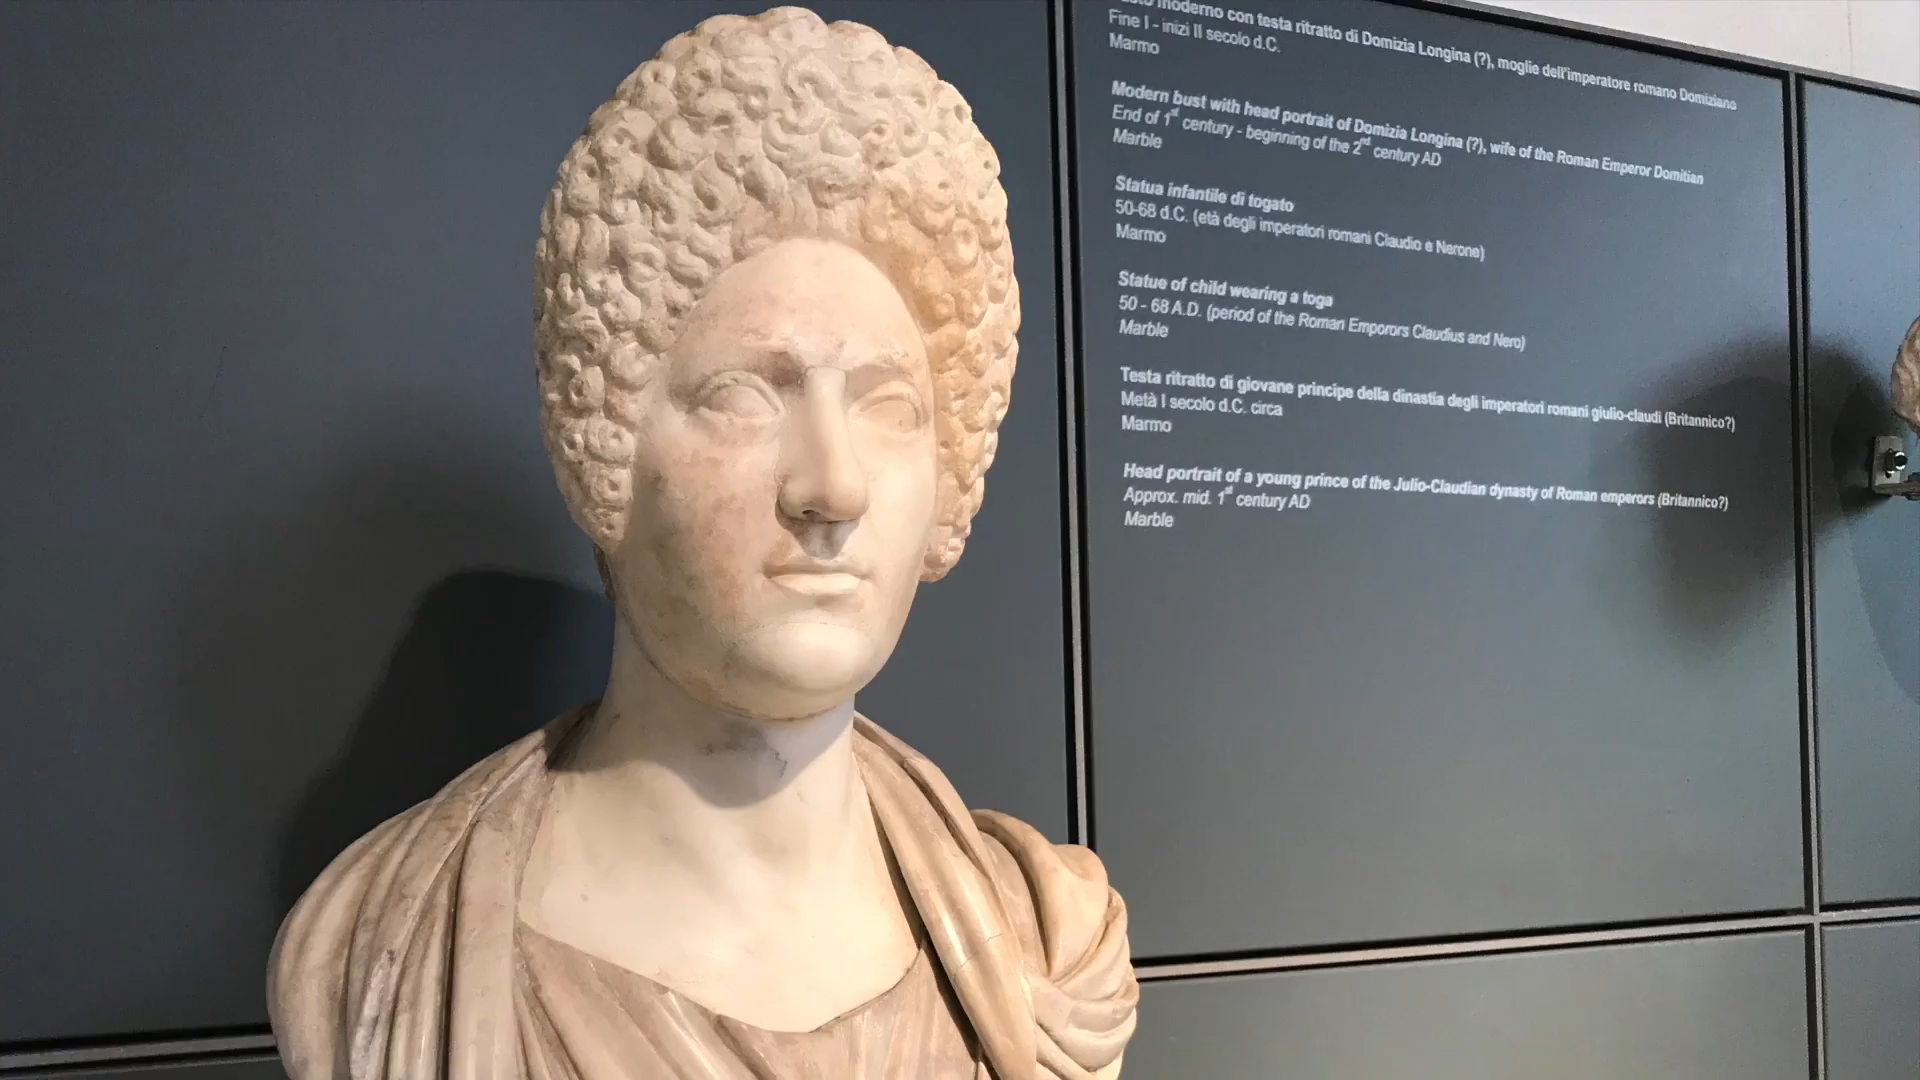 moderno con testa ritratto di Domizia Longina (?), moglie dell'imperatore romano Domiziano
Fine I - inizi II secolo d.C.
Marmo
Modern bust with head portrait of Domizia Longina (?), wife of the Roman Emperor Domitian
End of 1st century - beginning of the 2nd century AD
Marble
Statua infantile di togato
50-68 d.C. (età degli imperatori romani Claudio e Nerone)
Marmo
Statue of child wearing a toga
50 - 68 A.D. (period of the Roman Emporors Claudius and Nero)
Marble
Testa ritratto di giovane principe della dinastia degli imperatori romani giulio-claudi (Britannico?)
Metà I secolo d.C. circa
Marmo
Head portrait of a young prince of the Julio-Claudian dynasty of Roman emperors (Britannico?)
Approx. mid. 1st century AD
Marble